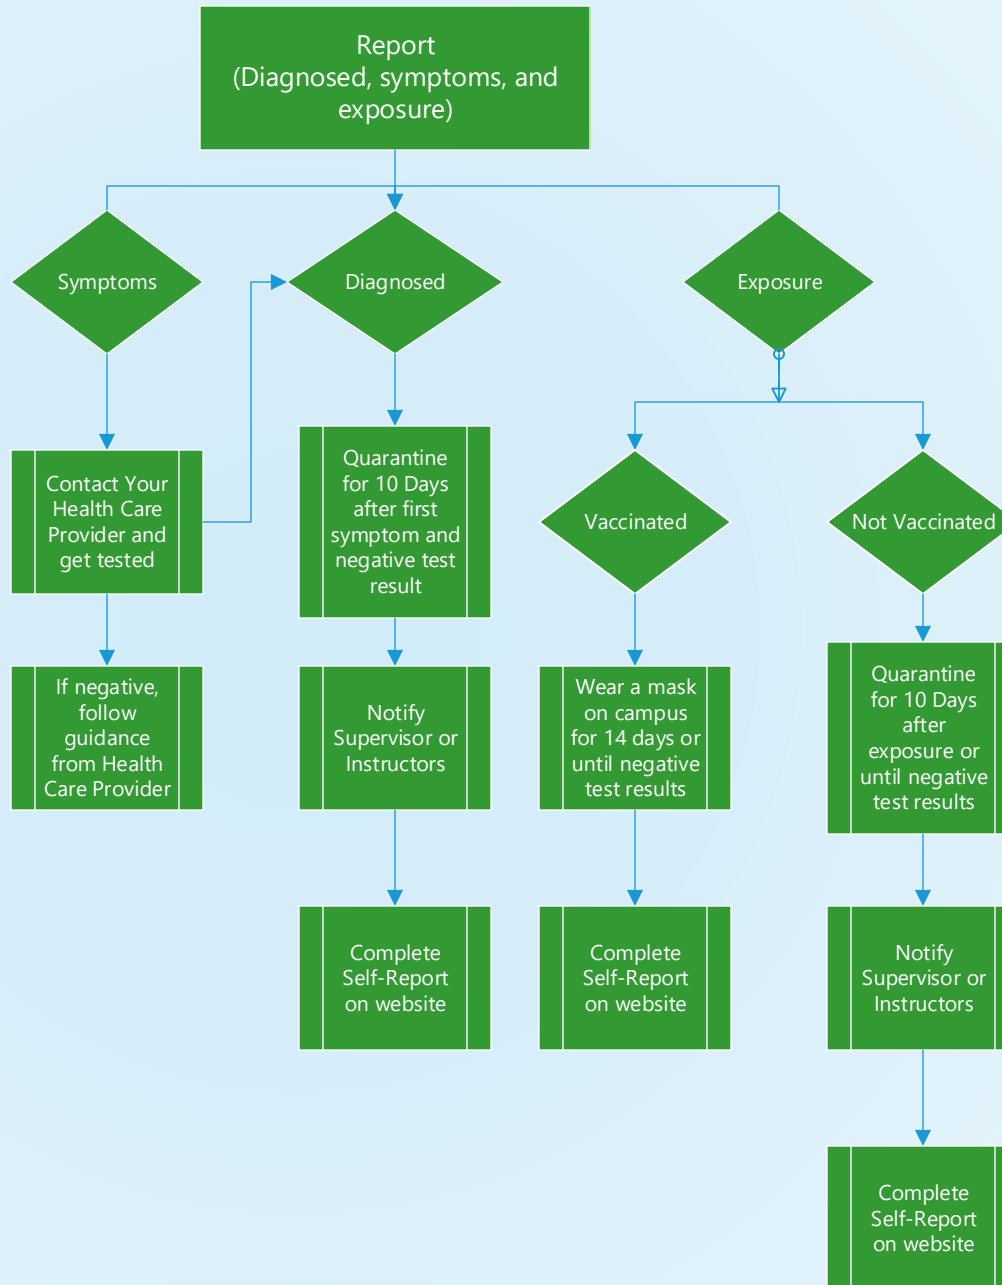 Report
(Diagnosed, symptoms, and
exposure)
Symptoms
Diagnosed
Exposure
Contact Your
Health Care
Provider and
get tested
Quarantine
for 10 Days
after first
symptom and
negative test
result
Vaccinated
Not Vaccinated
If negative,
follow
guidance
from Health
Care Provider
Notify
Supervisor or
Instructors
Wear a mask
on campus
for 14 days or
until negative
test results
Quarantine
for 10 Days
after
exposure or
until negative
test results
Complete
Self-Report
on website
Complete
Self-Report
on website
Notify
Supervisor or
Instructors
Complete
Self-Report
on website